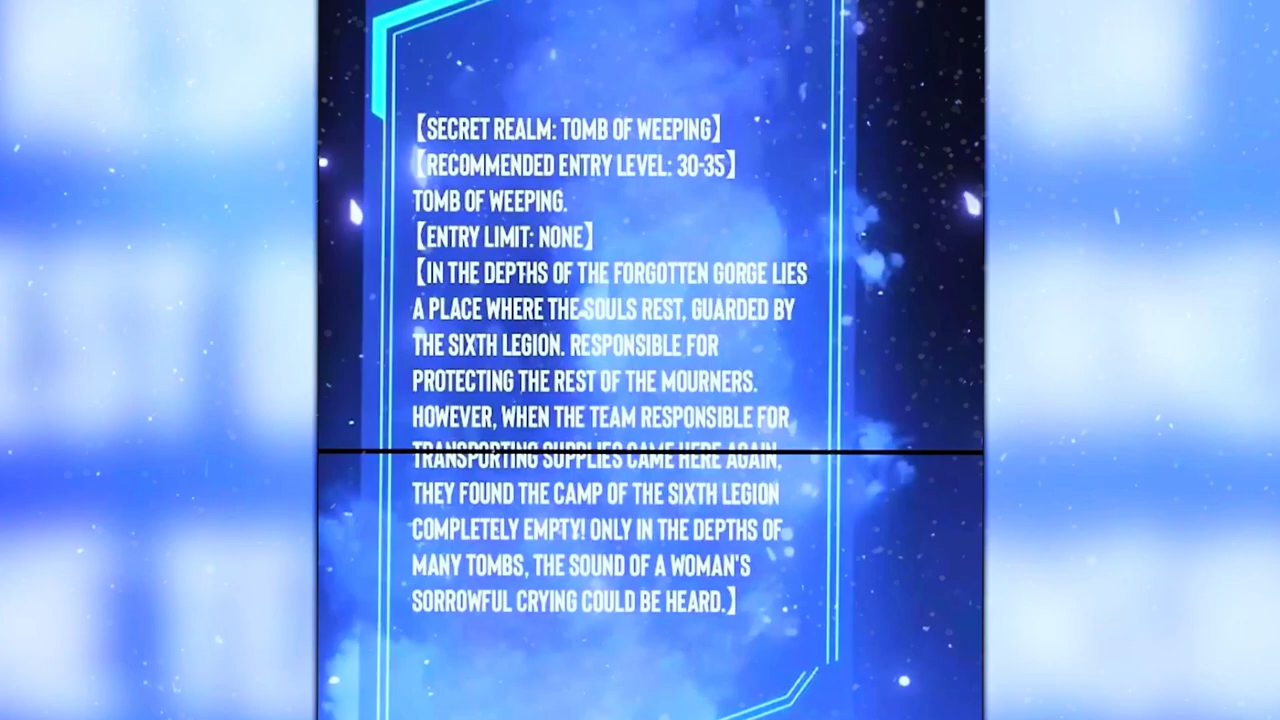 【SECRET REALM: TOMB OF WEEPING】
【RECOMMENDED ENTRY LEVEL: 30-35】
TOMB OF WEEPING.
【ENTRY LIMIT: NONE】
【IN THE DEPTHS OF THE FORGOTTEN GORGE LIES
A PLACE WHERE THE SOULS REST, GUARDED BY
THE SIXTH LEGION. RESPONSIBLE FOR
PROTECTING THE REST OF THE MOURNERS.
HOWEVER, WHEN THE TEAM RESPONSIBLE FOR
TRANSPORTING SUPPLIES CAME HERE AGAIN,
THEY FOUND THE CAMP OF THE SIXTH LEGION
COMPLETELY EMPTY! ONLY IN THE DEPTHS OF
MANY TOMBS, THE SOUND OF A WOMAN'S
SORROWFUL CRYING COULD BE HEARD.】